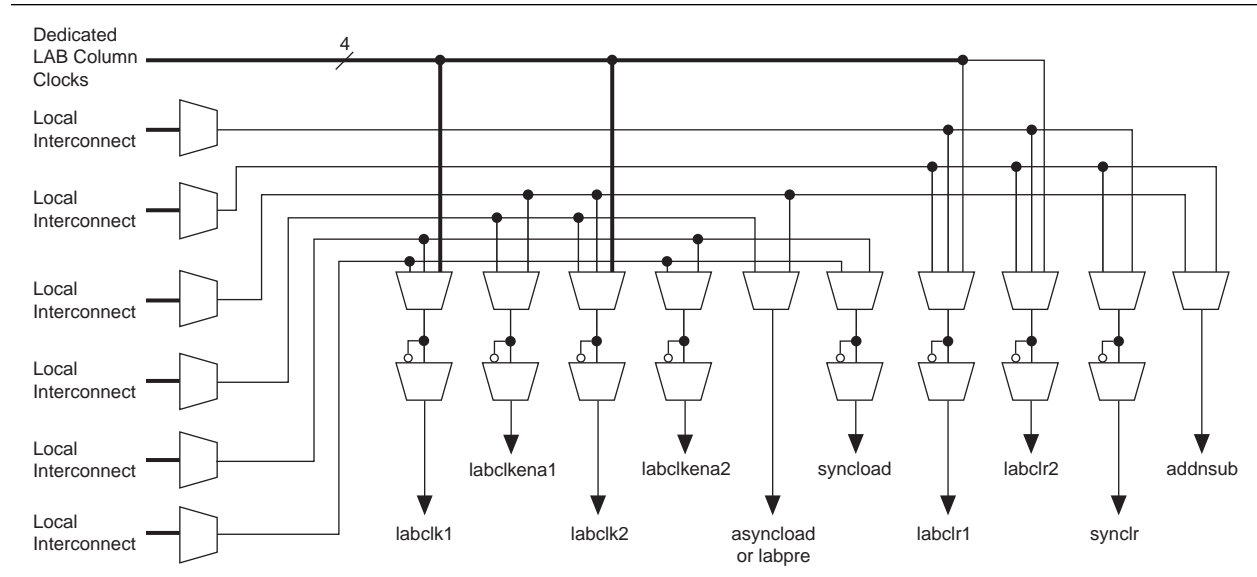 Dedicated
LAB Column
Clocks
4
Local
Interconnect
Local
Interconnect
Local
Interconnect
Local
Interconnect
Local
Interconnect
Local
Interconnect
labclkena1
labclkena2
syncload
labclr2
addnsub
labclk1
labclk2
asyncload
or labpre
labclr1
synclr